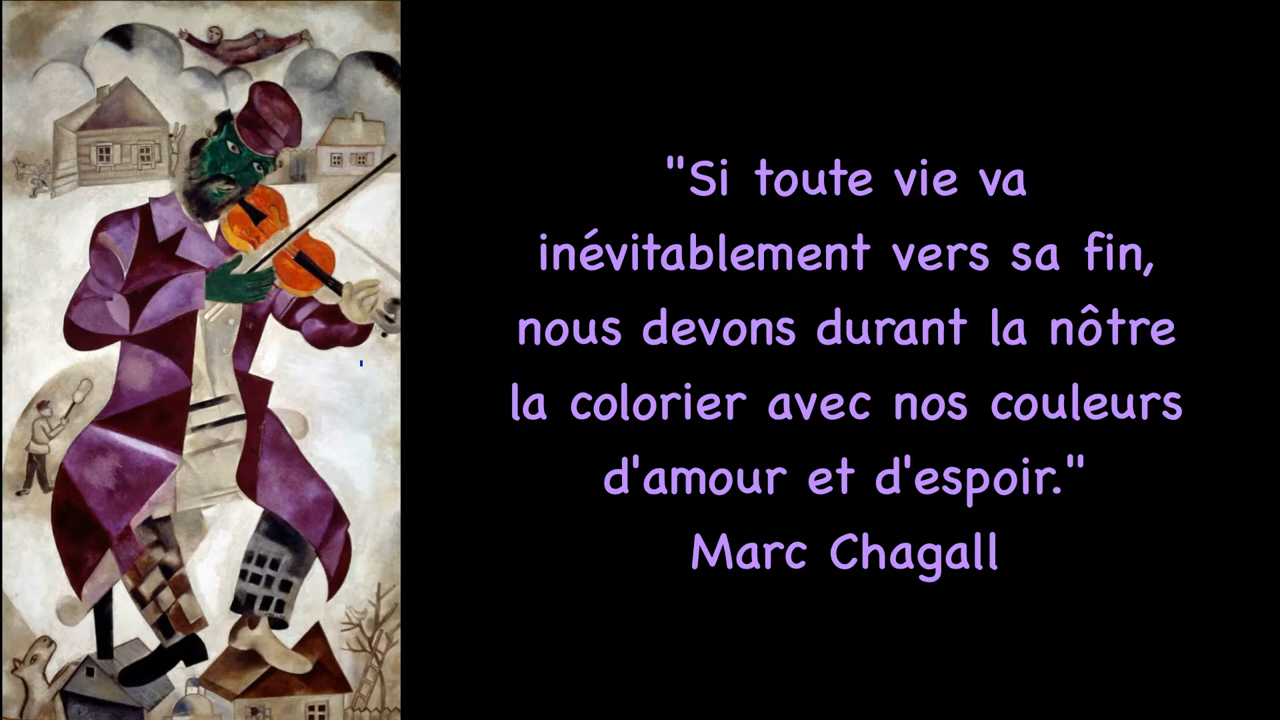 "Si toute vie va
inévitablement vers sa fin,
nous devons durant la nôtre
la colorier avec nos couleurs
d'amour et d'espoir."
Marc Chagall